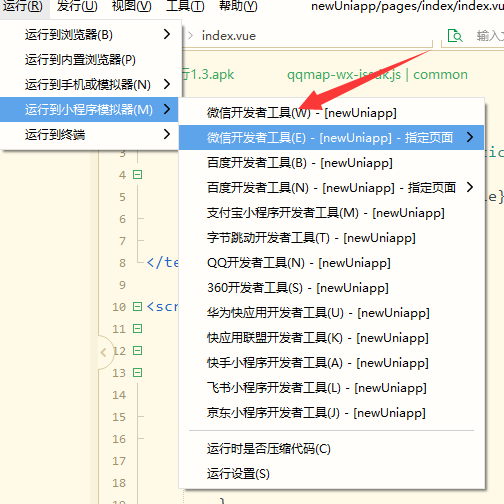 运行(R) 发行(U) 视图(V) 工具(T) 帮助(Y) newUniapp/pages/index/index.vu
运行到浏览器(B)
运行到内置浏览器(P)
运行到手机或模拟器(N)
运行到小程序模拟器(M)
运行到终端
index.vue
输入
行1.3.apk
qqmap-wx-jssdk.js | common
微信开发者工具(W) - [newUniapp]
微信开发者工具(E) - [newUniapp] - 指定页面
百度开发者工具(B) - [newUniapp]
百度开发者工具(N) - [newUniapp] - 指定页面
支付宝小程序开发者工具(M) - [newUniapp]
字节跳动开发者工具(T) - [newUniapp]
QQ开发者工具(N) - [newUniapp]
360开发者工具(S) - [newUniapp]
华为快应用开发者工具(U) - [newUniapp]
快应用联盟开发者工具(K) - [newUniapp]
快手小程序开发者工具(A) - [newUniapp]
飞书小程序开发者工具(L) - [newUniapp]
京东小程序开发者工具(J) - [newUniapp]
运行时是否压缩代码(C)
运行设置(S)
3
ic
4
5
e}
6
7
8 </te
9
10 <scr
11
12
13
14
15
16
17
18
}